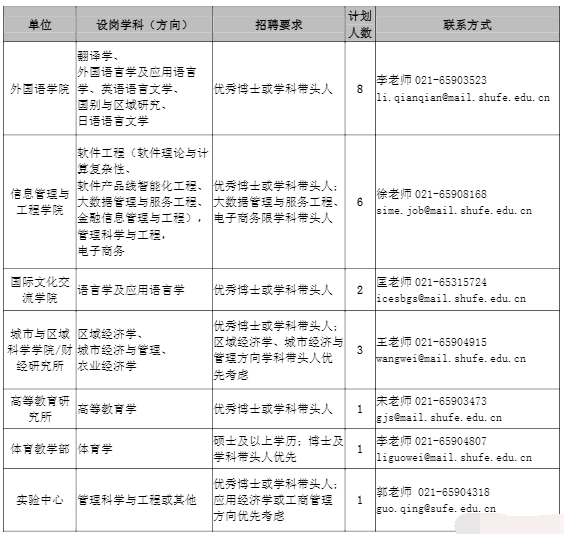 单位 设岗学科（方向） 招聘要求 计划人数 联系方式
外国语学院
翻译学、
外国语言学及应用语言
学、英语语言文学、
国别与区域研究、
日语语言文学
优秀博士或学科带头人
8
李老师 021-65903523
li.qianqian@mail.shufe.edu.cn
信息管理与
工程学院
软件工程（软件理论与计
算复杂性、
软件产品线智能化工程、
大数据管理与服务工程、
金融信息管理与工程），
管理科学与工程，
电子商务
优秀博士或学科带头人；
大数据管理与服务工程、
电子商务限学科带头人
6
徐老师 021-65908168
sime.job@mail.shufe.edu.cn
国际文化交
流学院
语言学及应用语言学
优秀博士或学科带头人
2
匡老师 021-65315724
icesbgs@mail.shufe.edu.cn
城市与区域
科学学院/财
经研究所
区域经济学、
城市经济与管理、
农业经济学
优秀博士或学科带头人；
区域经济学、城市经济与
管理方向学科带头人优
先考虑
3
王老师 021-65904915
wangwei@mail.shufe.edu.cn
高等教育研
究所
高等教育学
优秀博士或学科带头人
1
宋老师 021-65903473
gjs@mail.shufe.edu.cn
体育教学部
体育学
硕士及以上学历；博士及
学科带头人优先
1
李老师 021-65904807
liguowei@mail.shufe.edu.cn
实验中心
管理科学与工程或其他
优秀博士或学科带头人；
应用经济学或工商管理
方向优先考虑
1
郭老师 021-65904318
guo.qing@sufe.edu.cn